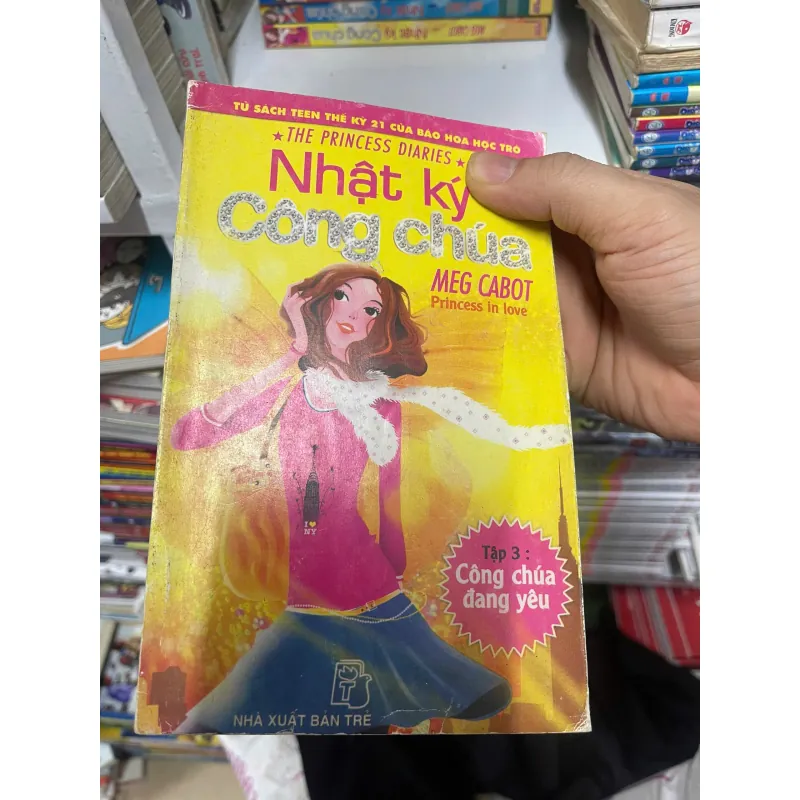 TỦ SÁCH TEEN THẾ KỶ 21 CỦA BÁO HOA HỌC TRÒ
★ THE PRINCESS DIARIES ★
Nhật ký
Công chúa
MEG CABOT
Princess in love
I ♥
NY
Tập 3 :
Công chúa
đang yêu
NHÀ XUẤT BẢN TRẺ